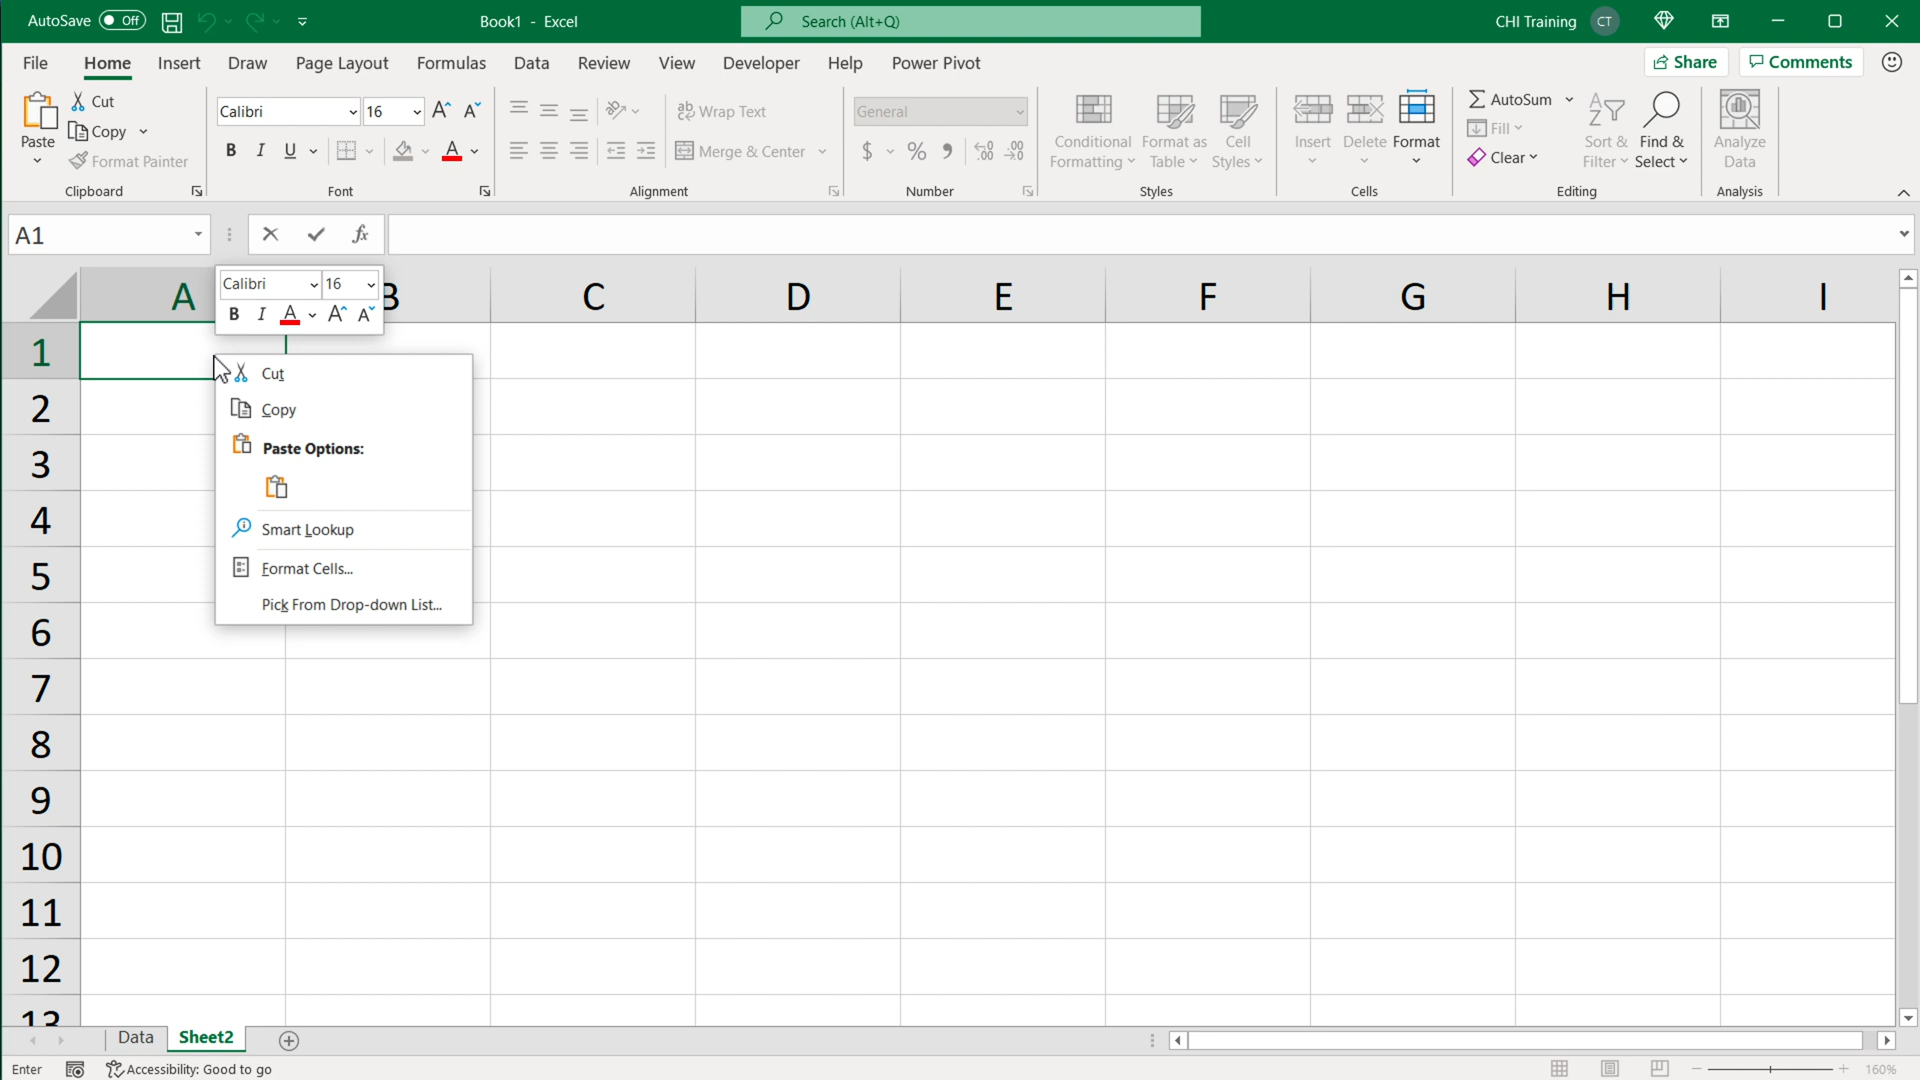 AutoSave Off Book1 - Excel Search (Alt+Q) CHI Training CT
File Home Insert Draw Page Layout Formulas Data Review View Developer Help Power Pivot Share Comments
Paste Cut Copy Format Painter
Clipboard
Calibri 16
B I U A
Font
Wrap Text
Merge & Center
Alignment
General
$ % 9 .00 .00
Number
Conditional Formatting Format as Table Cell Styles
Styles
Insert Delete Format
Cells
AutoSum
Fill
Clear
Sort & Filter Find & Select
Editing
Analyze Data
Analysis
A1 fx
Calibri 16
B I A A A
A B C D E F G H I
1
2
3
4
5
6
7
8
9
10
11
12
13
Cut
Copy
Paste Options:
Smart Lookup
Format Cells...
Pick From Drop-down List...
Data Sheet2
Enter Accessibility: Good to go 160%